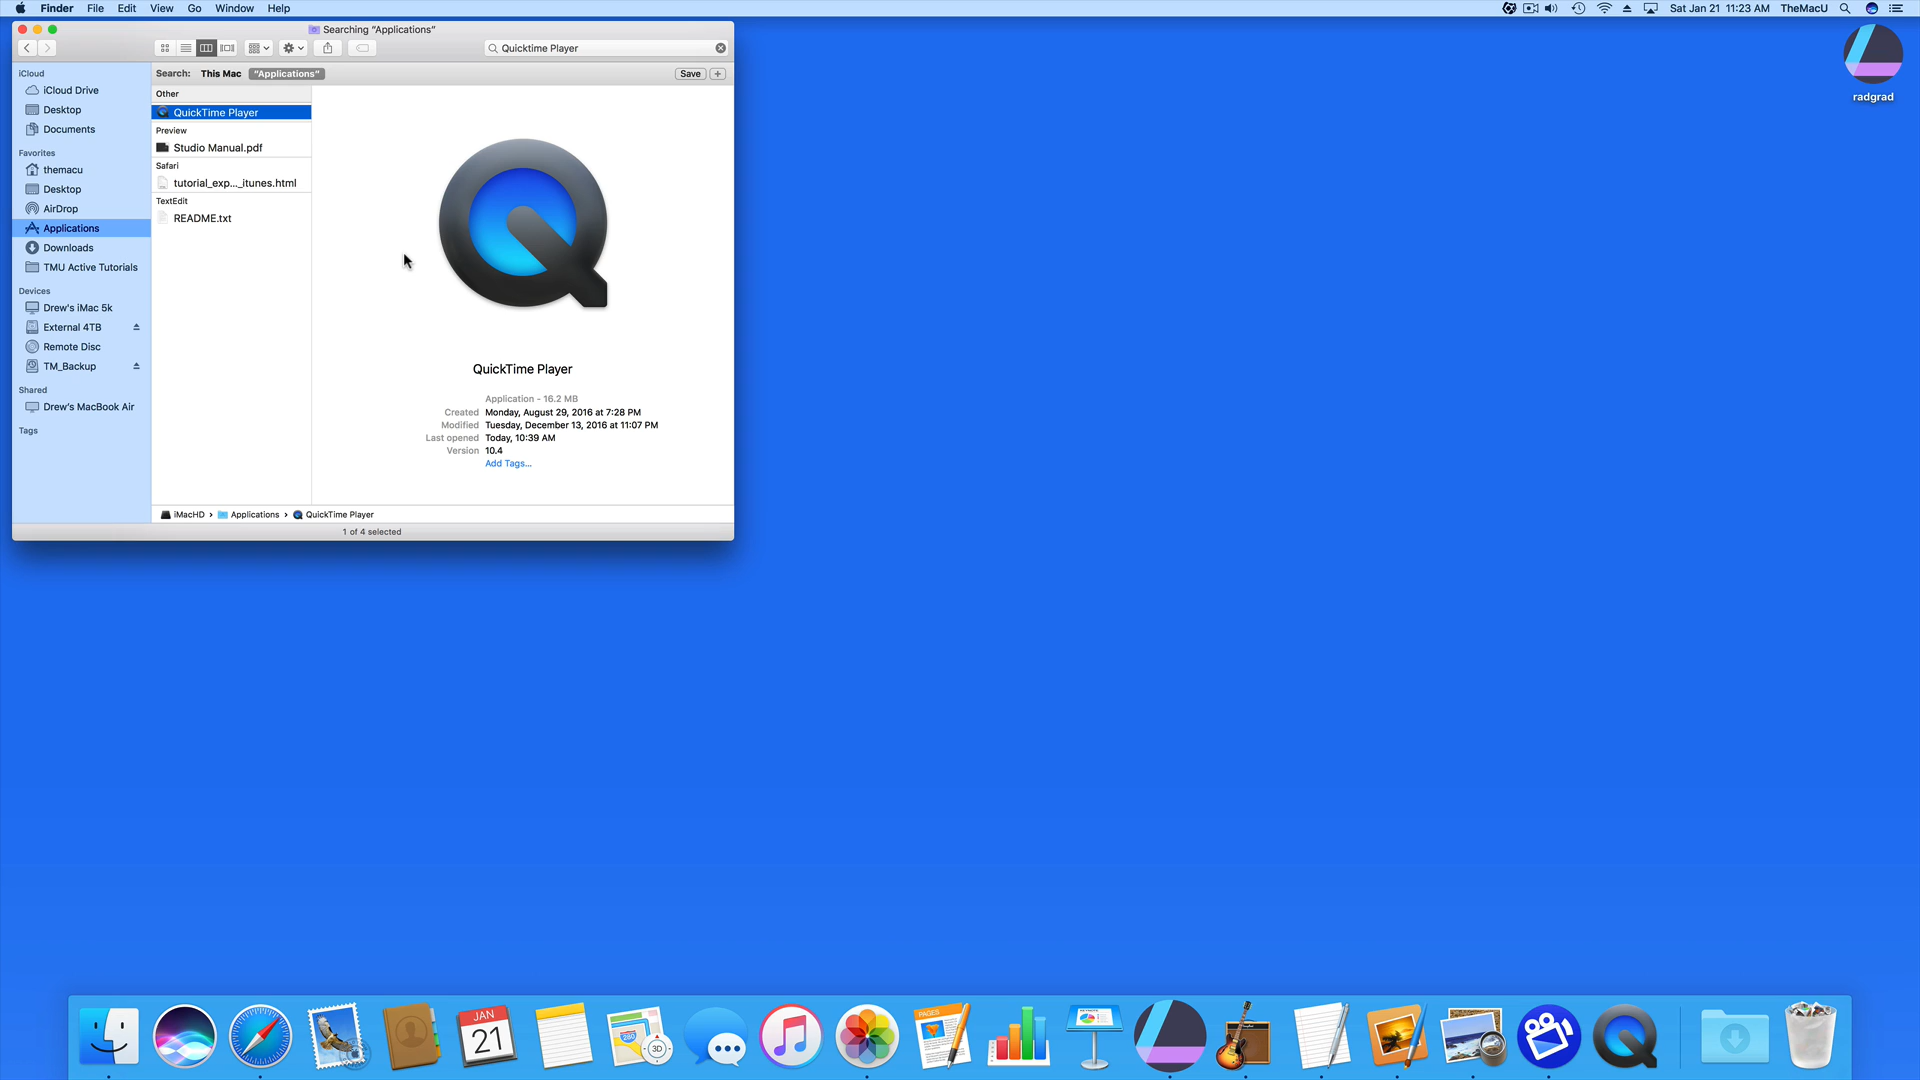 Finder File Edit View Go Window Help
Sat Jan 21 11:23 AM TheMacU
Searching “Applications”
Quicktime Player
Search: This Mac “Applications” Save +
iCloud
iCloud Drive
Desktop
Documents
Favorites
themacu
Desktop
AirDrop
Applications
Downloads
TMU Active Tutorials
Devices
Drew's iMac 5k
External 4TB
Remote Disc
TM_Backup
Shared
Drew's MacBook Air
Tags
Other
QuickTime Player
Preview
Studio Manual.pdf
Safari
tutorial_exp..._itunes.html
TextEdit
README.txt
QuickTime Player
Application - 16.2 MB
Created Monday, August 29, 2016 at 7:28 PM
Modified Tuesday, December 13, 2016 at 11:07 PM
Last opened Today, 10:39 AM
Version 10.4
Add Tags...
iMacHD › Applications › QuickTime Player
1 of 4 selected
radgrad
JAN
21
280
3D
PAGES
KEYNOTE